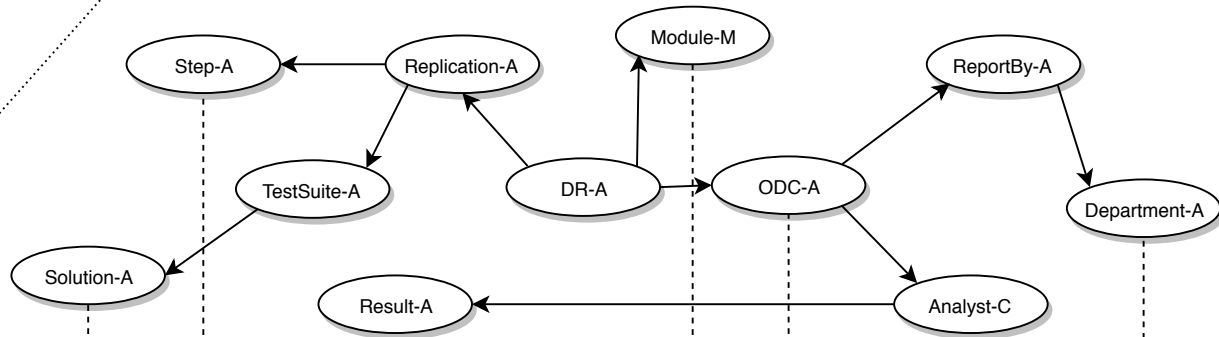 Module-M
Step-A
Replication-A
ReportBy-A
TestSuite-A
DR-A
ODC-A
Department-A
Solution-A
Result-A
Analyst-C